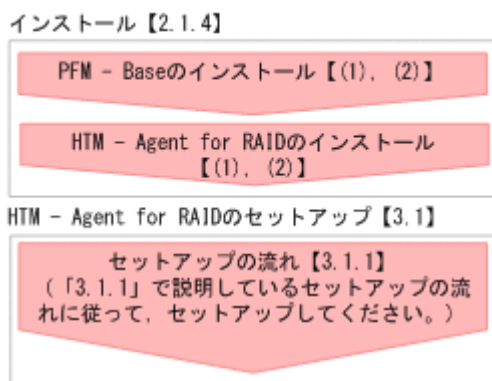 インストール【2.1.4】
PFM － Baseのインストール【(1), (2)】
HTM － Agent for RAIDのインストール
【(1), (2)】
HTM － Agent for RAIDのセットアップ【3.1】
セットアップの流れ【3.1.1】
（「3.1.1」で説明しているセットアップの流
れに従って，セットアップしてください。）